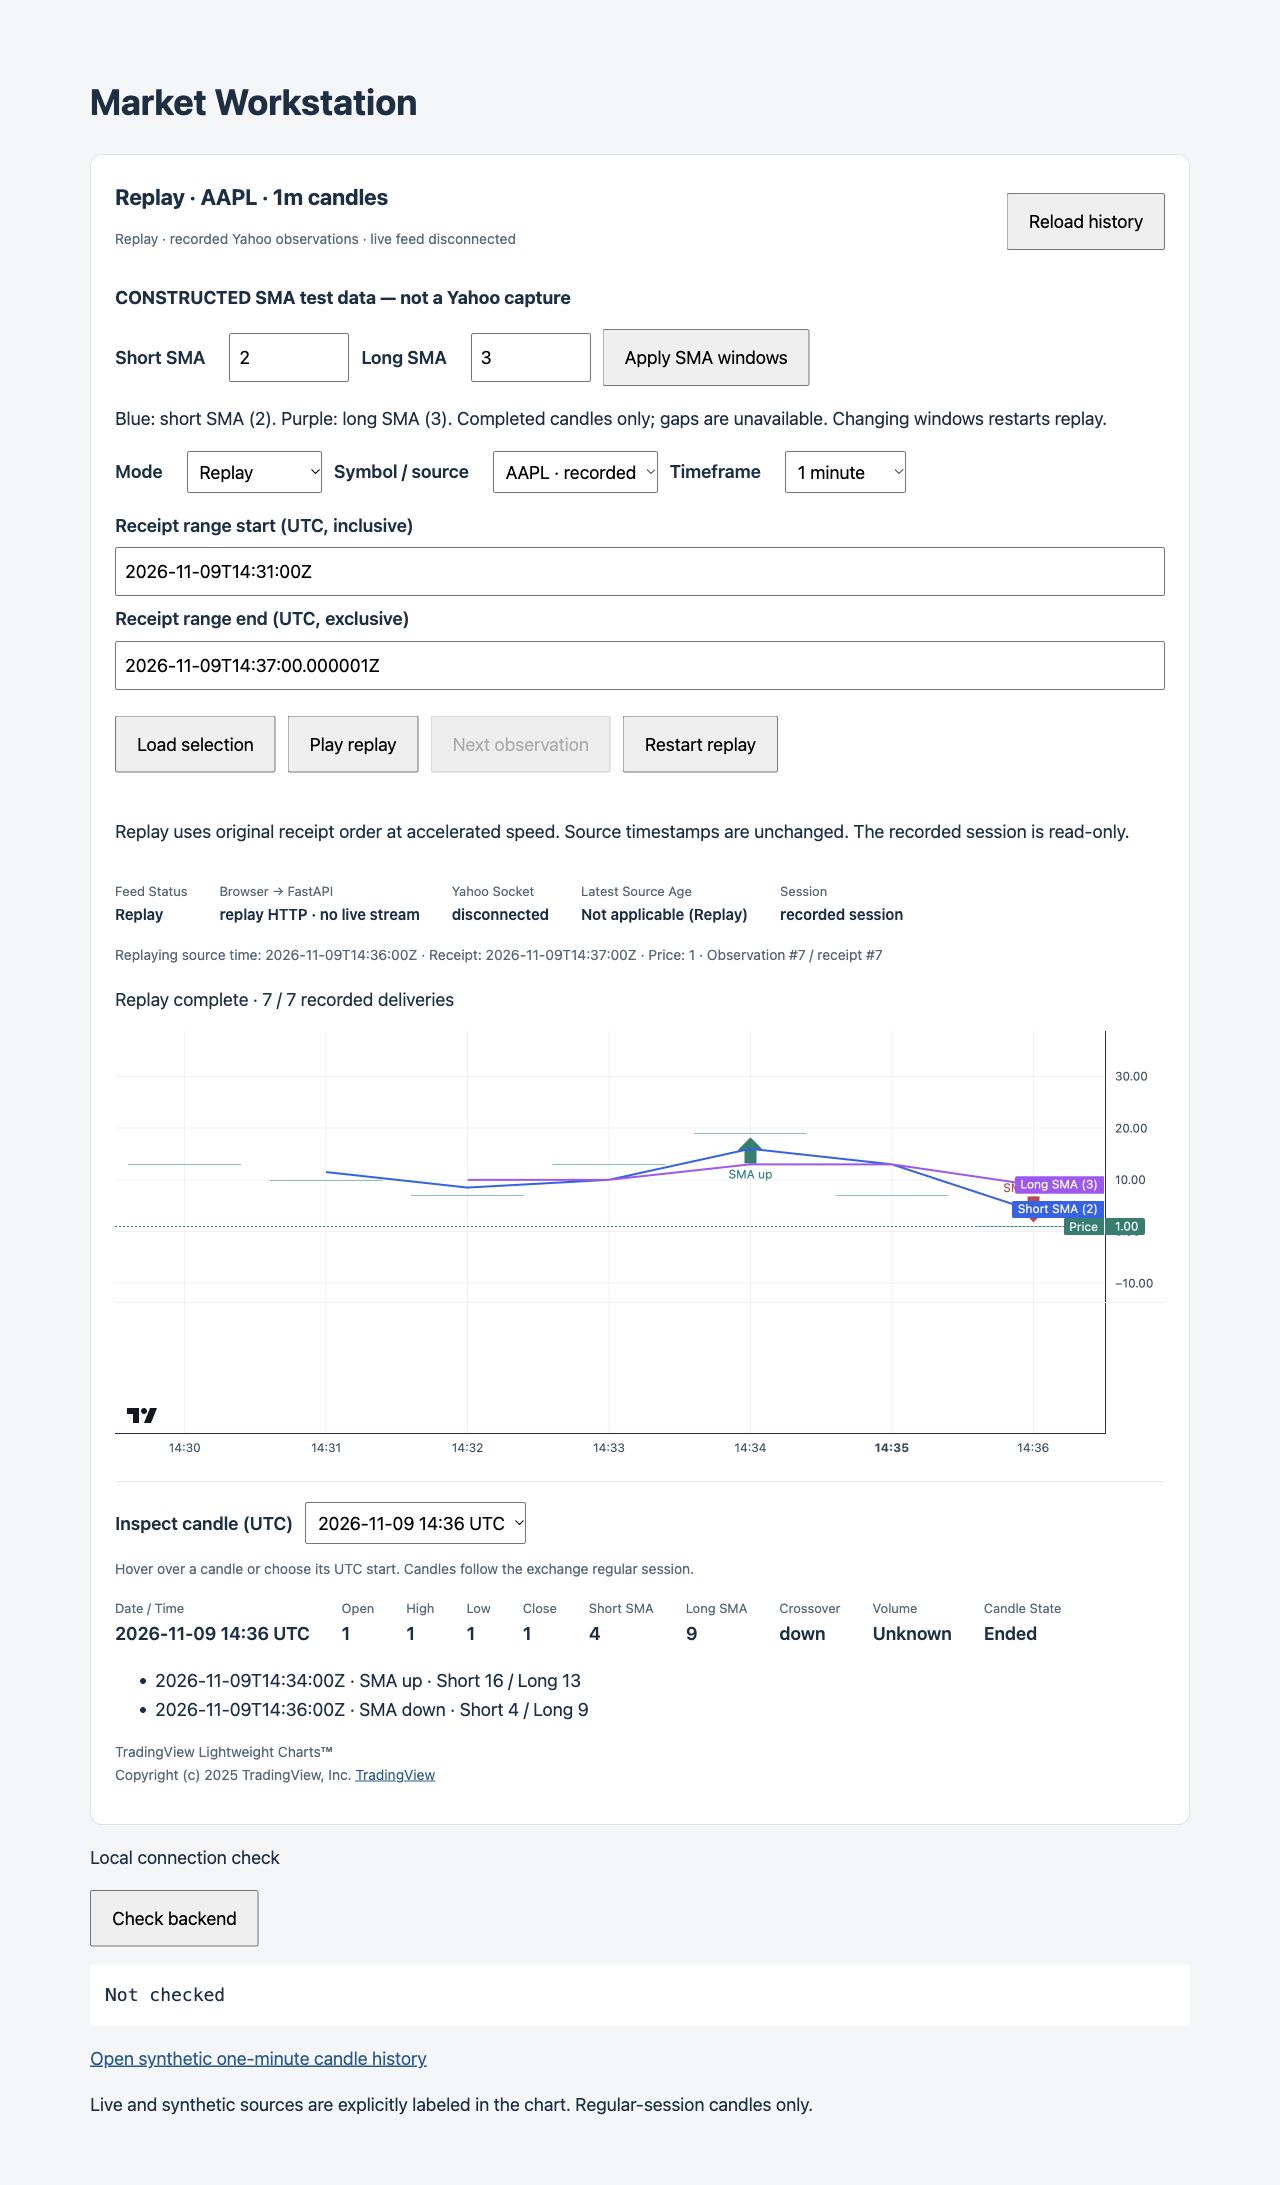 Market Workstation
Replay · AAPL · 1m candles
Replay · recorded Yahoo observations · live feed disconnected
Reload history
CONSTRUCTED SMA test data — not a Yahoo capture
Short SMA 2 Long SMA 3 Apply SMA windows
Blue: short SMA (2). Purple: long SMA (3). Completed candles only; gaps are unavailable. Changing windows restarts replay.
Mode Replay Symbol / source AAPL · recorded Timeframe 1 minute
Receipt range start (UTC, inclusive)
2026-11-09T14:31:00Z
Receipt range end (UTC, exclusive)
2026-11-09T14:37:00.000001Z
Load selection Play replay Next observation Restart replay
Replay uses original receipt order at accelerated speed. Source timestamps are unchanged. The recorded session is read-only.
Feed Status Browser → FastAPI Yahoo Socket Latest Source Age Session
Replay replay HTTP · no live stream disconnected Not applicable (Replay) recorded session
Replaying source time: 2026-11-09T14:36:00Z · Receipt: 2026-11-09T14:37:00Z · Price: 1 · Observation #7 / receipt #7
Replay complete · 7 / 7 recorded deliveries
30.00
20.00
SMA up
10.00
Long SMA (3)
Short SMA (2)
Price 1.00
−10.00
14:30 14:31 14:32 14:33 14:34 14:35 14:36
Inspect candle (UTC) 2026-11-09 14:36 UTC
Hover over a candle or choose its UTC start. Candles follow the exchange regular session.
Date / Time Open High Low Close Short SMA Long SMA Crossover Volume Candle State
2026-11-09 14:36 UTC 1 1 1 1 4 9 down Unknown Ended
• 2026-11-09T14:34:00Z · SMA up · Short 16 / Long 13
• 2026-11-09T14:36:00Z · SMA down · Short 4 / Long 9
TradingView Lightweight Charts™
Copyright (c) 2025 TradingView, Inc. TradingView
Local connection check
Check backend
Not checked
Open synthetic one-minute candle history
Live and synthetic sources are explicitly labeled in the chart. Regular-session candles only.